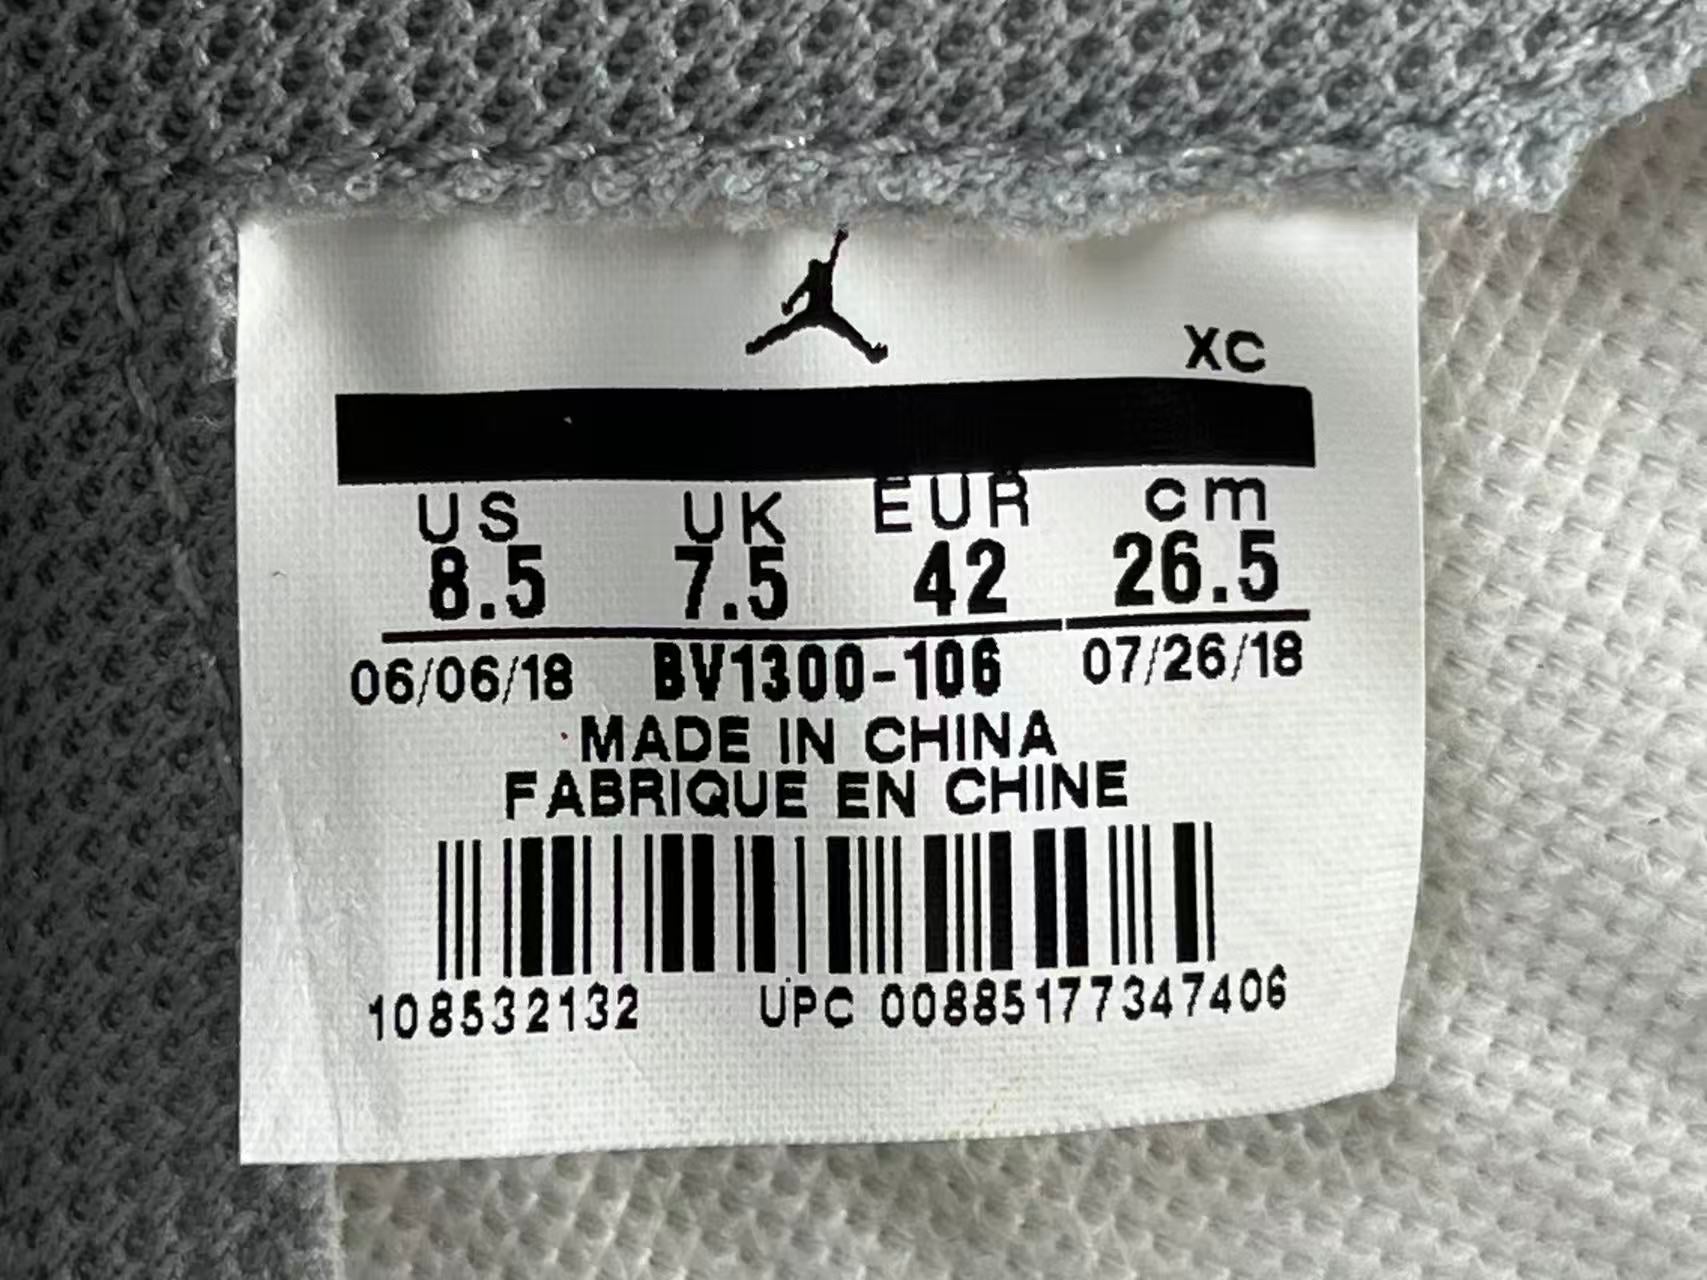 XC
US UK EUR cm
8.5 7.5 42 26.5
06/06/18 BV1300-106 07/26/18
MADE IN CHINA
FABRIQUE EN CHINE
108532132 UPC 00885177347406